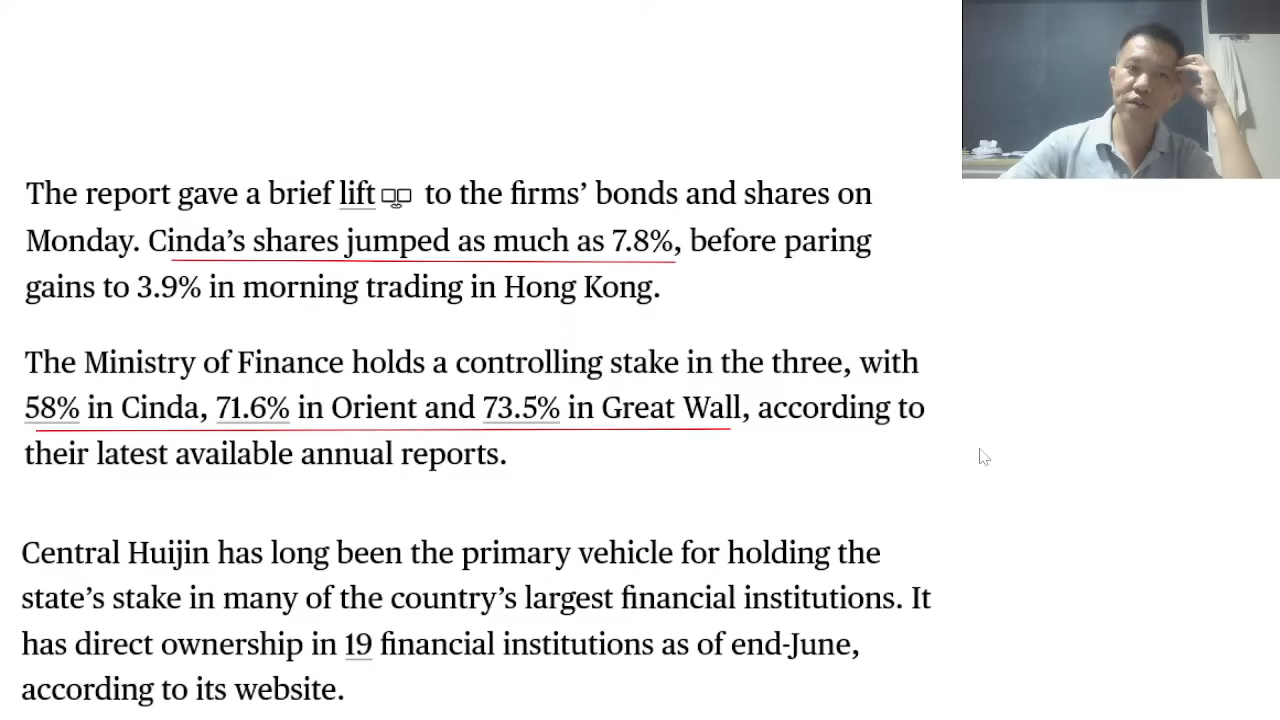 The report gave a brief lift to the firms’ bonds and shares on
Monday. Cinda’s shares jumped as much as 7.8%, before paring
gains to 3.9% in morning trading in Hong Kong.
The Ministry of Finance holds a controlling stake in the three, with
58% in Cinda, 71.6% in Orient and 73.5% in Great Wall, according to
their latest available annual reports.
Central Huijin has long been the primary vehicle for holding the
state’s stake in many of the country’s largest financial institutions. It
has direct ownership in 19 financial institutions as of end-June,
according to its website.